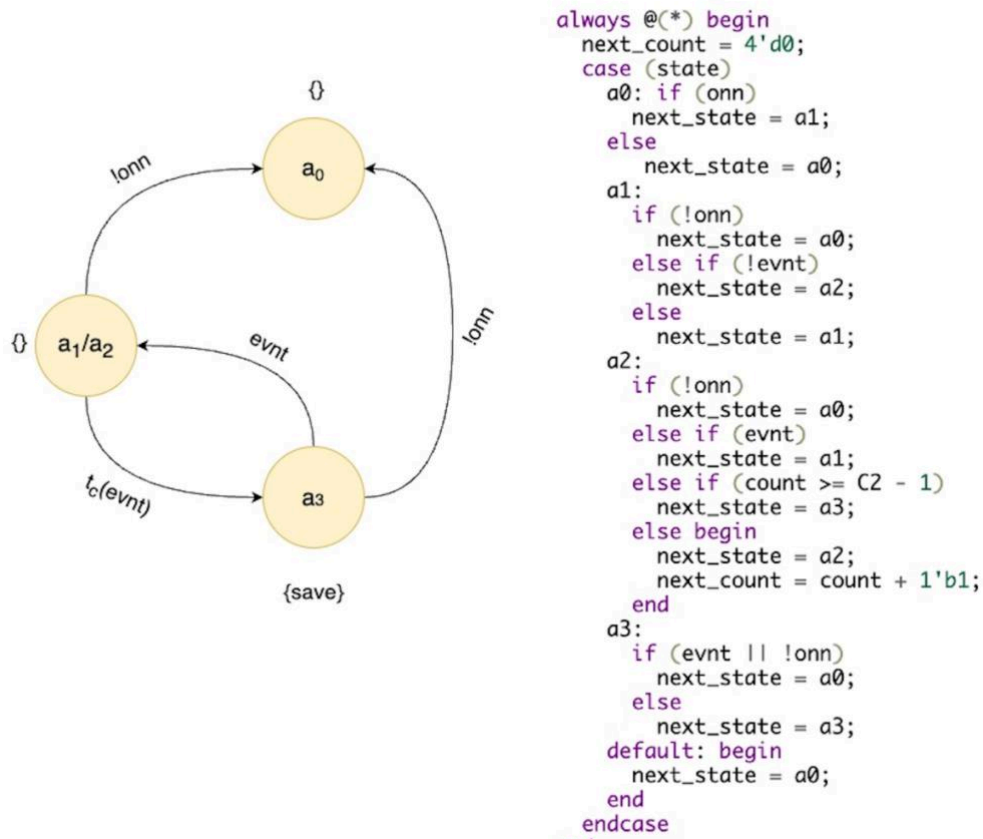 {}
!onn
a0
{}
a1/a2
evnt
!onn
tc(evnt)
a3
{save}
always @(*) begin
  next_count = 4'd0;
  case (state)
    a0: if (onn)
      next_state = a1;
    else
       next_state = a0;
    a1:
      if (!onn)
        next_state = a0;
      else if (!evnt)
        next_state = a2;
      else
        next_state = a1;
    a2:
      if (!onn)
        next_state = a0;
      else if (evnt)
        next_state = a1;
      else if (count >= C2 - 1)
        next_state = a3;
      else begin
        next_state = a2;
        next_count = count + 1'b1;
      end
    a3:
      if (evnt || !onn)
        next_state = a0;
      else
        next_state = a3;
    default: begin
      next_state = a0;
    end
  endcase